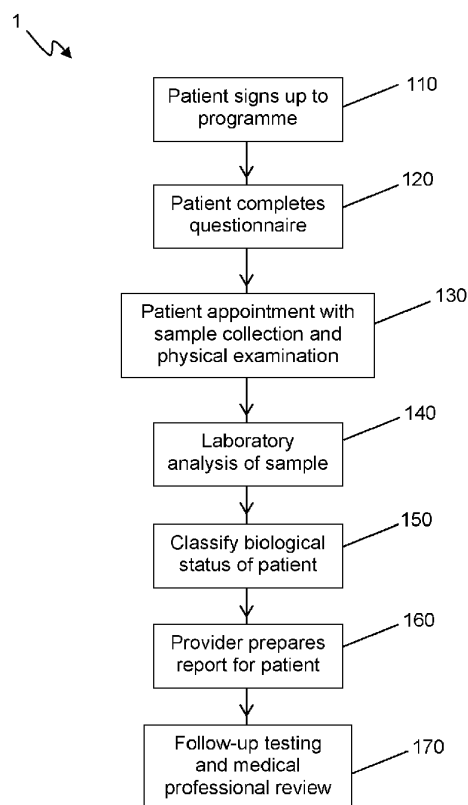 1
110
Patient signs up to
programme
120
Patient completes
questionnaire
130
Patient appointment with
sample collection and
physical examination
140
Laboratory
analysis of sample
150
Classify biological
status of patient
160
Provider prepares
report for patient
170
Follow-up testing
and medical
professional review